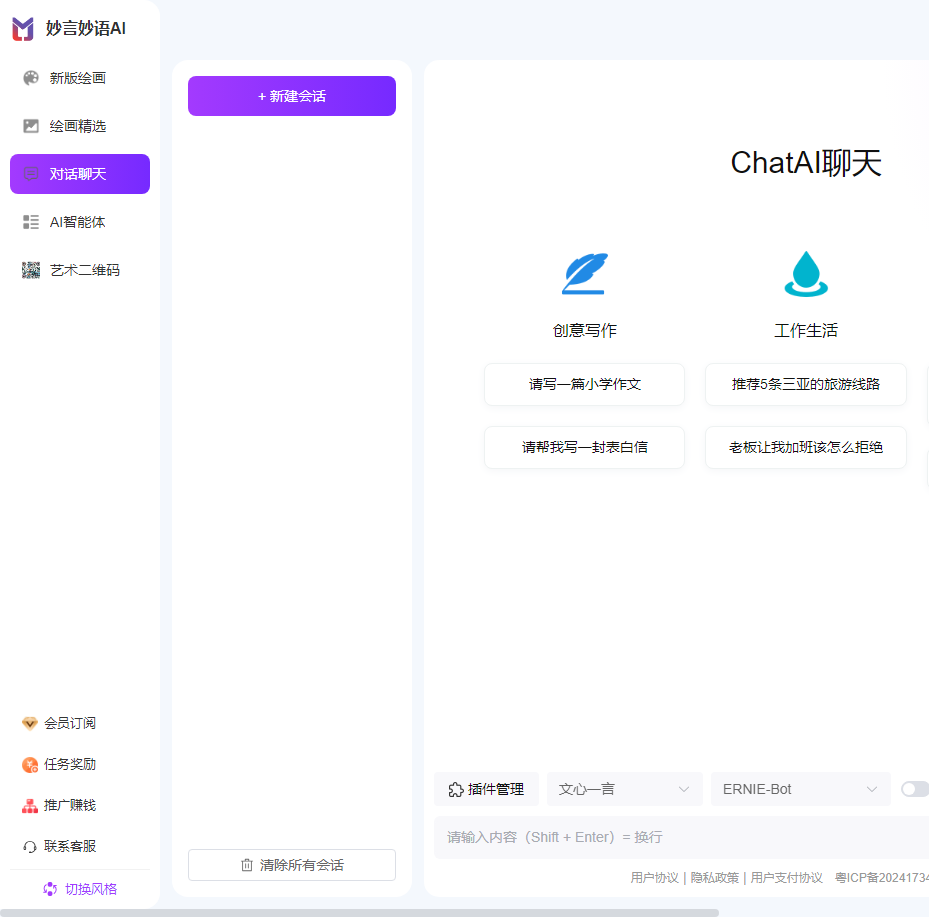 妙言妙语AI
新版绘画
绘画精选
对话聊天
AI智能体
艺术二维码
会员订阅
任务奖励
推广赚钱
联系客服
切换风格
+ 新建会话
清除所有会话
ChatAI聊天
创意写作
请写一篇小学作文
请帮我写一封表白信
工作生活
推荐5条三亚的旅游线路
老板让我加班该怎么拒绝
插件管理
文心一言
ERNIE-Bot
请输入内容（Shift + Enter）= 换行
用户协议 | 隐私政策 | 用户支付协议 粤ICP备20241734